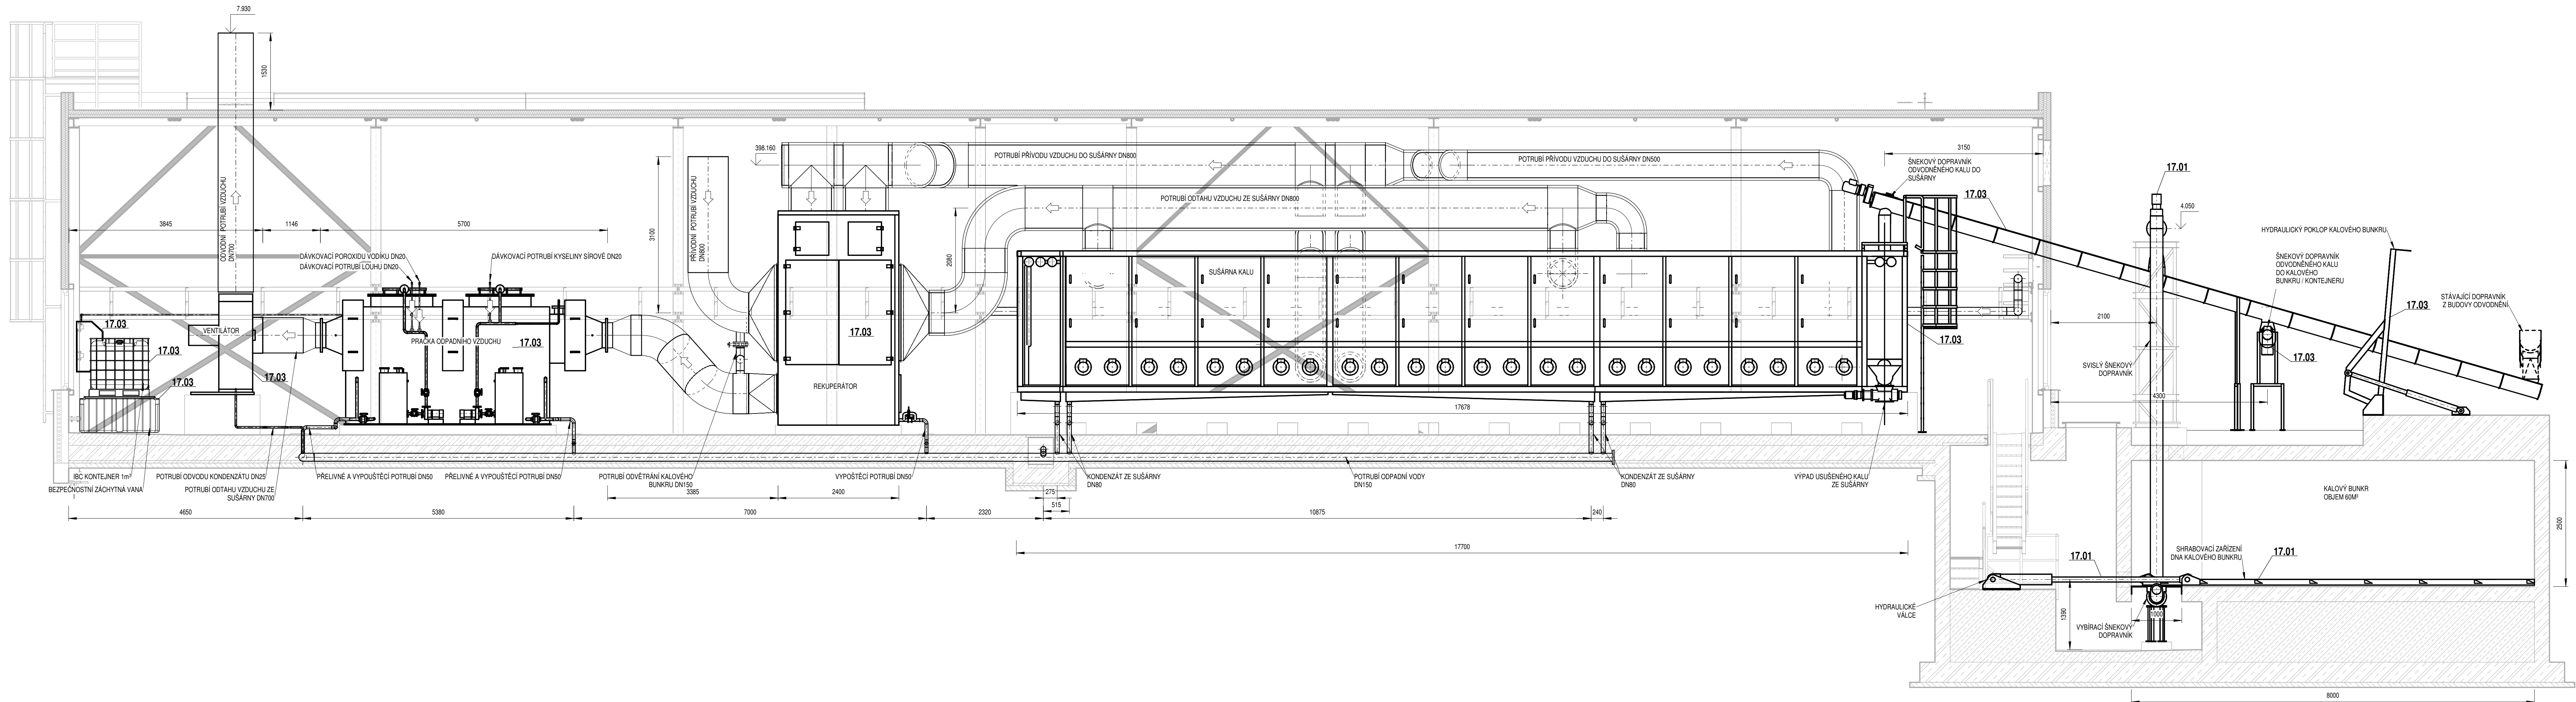 7.930
1530
ODVODNÍ POTRUBÍ VZDUCHU
DN700
3845
1146
5700
DÁVKOVACÍ POROXIDU VODÍKU DN20
DÁVKOVACÍ POTRUBÍ LOUHU DN20
DÁVKOVACÍ POTRUBÍ KYSELINY SÍROVÉ DN20
3100
PŘÍVODNÍ POTRUBÍ VZDUCHU
DN800
398.160
POTRUBÍ PŘÍVODU VZDUCHU DO SUŠÁRNY DN800
POTRUBÍ PŘÍVODU VZDUCHU DO SUŠÁRNY DN500
POTRUBÍ ODTAHU VZDUCHU ZE SUŠÁRNY DN800
2080
SUŠÁRNA KALU
3150
ŠNEKOVÝ DOPRAVNÍK
ODVODNĚNÉHO KALU DO
SUŠÁRNY
17.03
17.01
4.050
HYDRAULICKÝ POKLOP KALOVÉHO BUNKRU
ŠNEKOVÝ DOPRAVNÍK
ODVODNĚNÉHO KALU
DO KALOVÉHO
BUNKRU / KONTEJNERU
17.03
STÁVAJÍCÍ DOPRAVNÍK
Z BUDOVY ODVODNĚNÍ
2100
17.03
17.03
SVISLÝ ŠNEKOVÝ
DOPRAVNÍK
4300
17.03
VENTILÁTOR
PRAČKA ODPADNÍHO VZDUCHU
17.03
17.03
17.03
17.03
17.03
17.03
REKUPERÁTOR
17678
IBC KONTEJNER 1m³
BEZPEČNOSTNÍ ZÁCHYTNÁ VANA
POTRUBÍ ODVODU KONDENZÁTU DN25
POTRUBÍ ODTAHU VZDUCHU ZE
SUŠÁRNY DN700
PŘELIVNÉ A VYPOUŠTĚCÍ POTRUBÍ DN50
PŘELIVNÉ A VYPOUŠTĚCÍ POTRUBÍ DN50
POTRUBÍ ODVĚTRÁNÍ KALOVÉHO
BUNKRU DN150
VYPOŠTĚCÍ POTRUBÍ DN50
KONDENZÁT ZE SUŠÁRNY
DN80
POTRUBÍ ODPADNÍ VODY
DN150
KONDENZÁT ZE SUŠÁRNY
DN80
VÝPAD USUŠENÉHO KALU
ZE SUŠÁRNY
KALOVÝ BUNKR
OBJEM 60M³
3385
2400
275
515
4650
5380
7000
2320
10875
240
2500
17700
SHRABOVACÍ ZAŘÍZENÍ
DNA KALOVÉHO BUNKRU
17.01
17.01
HYDRAULICKÉ
VÁLCE
1390
1000
VYBÍRACÍ ŠNEKOVÝ
DOPRAVNÍK
8000